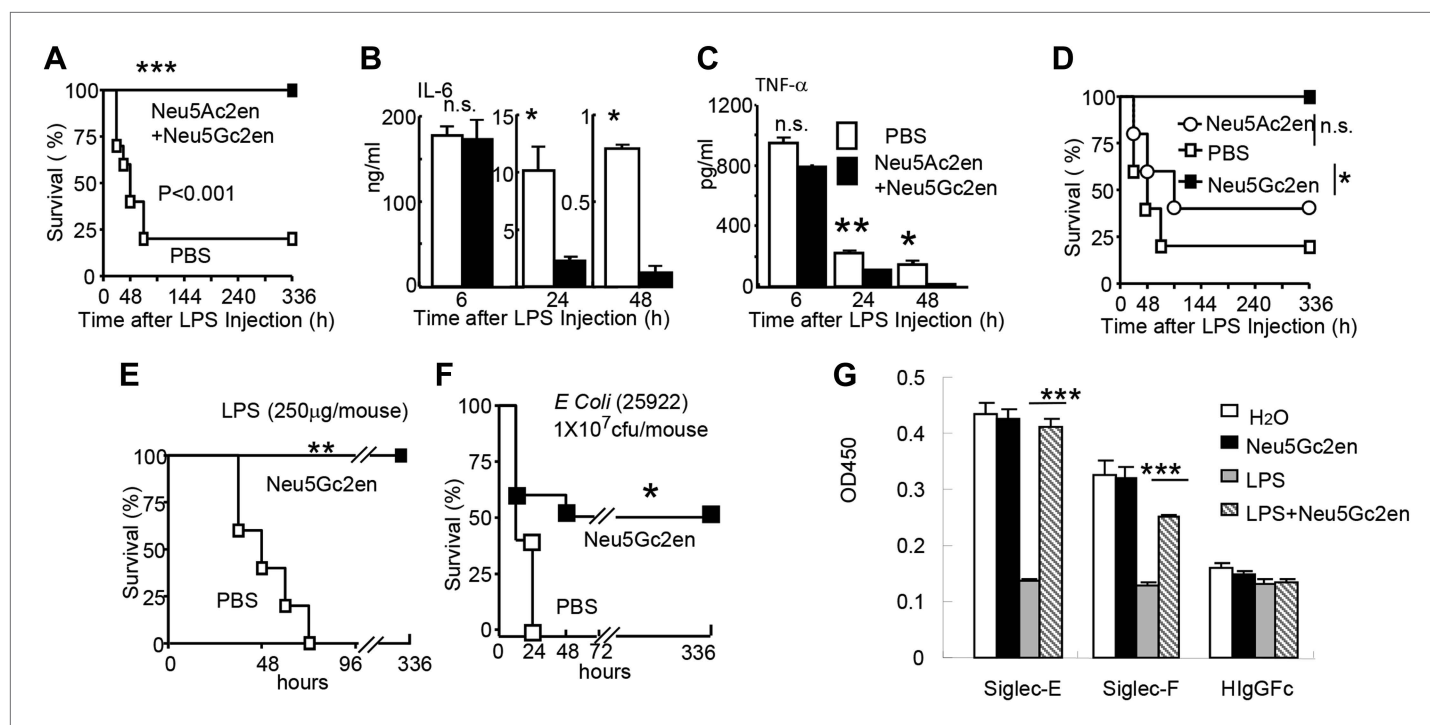 A
***
100
Neu5Ac2en
+Neu5Gc2en
75
50
P<0.001
25
PBS
0
Survival ( %)
0 48 144 240 336
Time after LPS Injection (h)
B
IL-6
n.s.
200
150
100
50
0
ng/ml
15
*
10
5
1
*
0.5
6 24 48
Time after LPS Injection (h)
C
TNF-α
1200
n.s.
900
600
300
0
pg/ml
PBS
Neu5Ac2en
+Neu5Gc2en
**
*
6 24 48
Time after LPS Injection (h)
D
100
75
50
25
0
Survival ( %)
Neu5Ac2en
n.s.
PBS
Neu5Gc2en
*
0 48 144 240 336
Time after LPS Injection (h)
E
LPS (250μg/mouse)
**
100
Neu5Gc2en
75
50
25
0
PBS
Survival (%)
0 48 96 336
hours
F
E Coli (25922)
1X10⁷cfu/mouse
100
75
50
25
0
*
Neu5Gc2en
PBS
Survival (%)
0 24 48 72 336
hours
G
0.5
0.4
0.3
0.2
0.1
0
OD450
***
***
H₂O
Neu5Gc2en
LPS
LPS+Neu5Gc2en
Siglec-E Siglec-F HIgGFc